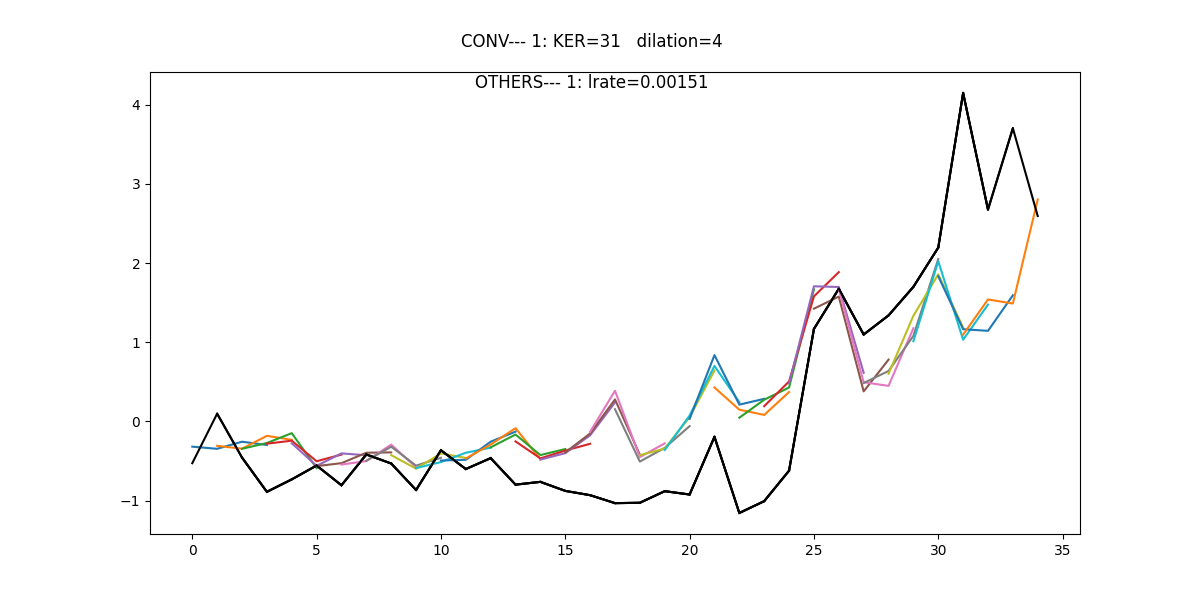 CONV--- 1: KER=31 dilation=4
OTHERS--- 1: lrate=0.00151
4
3
2
1
0
−1
0 5 10 15 20 25 30 35